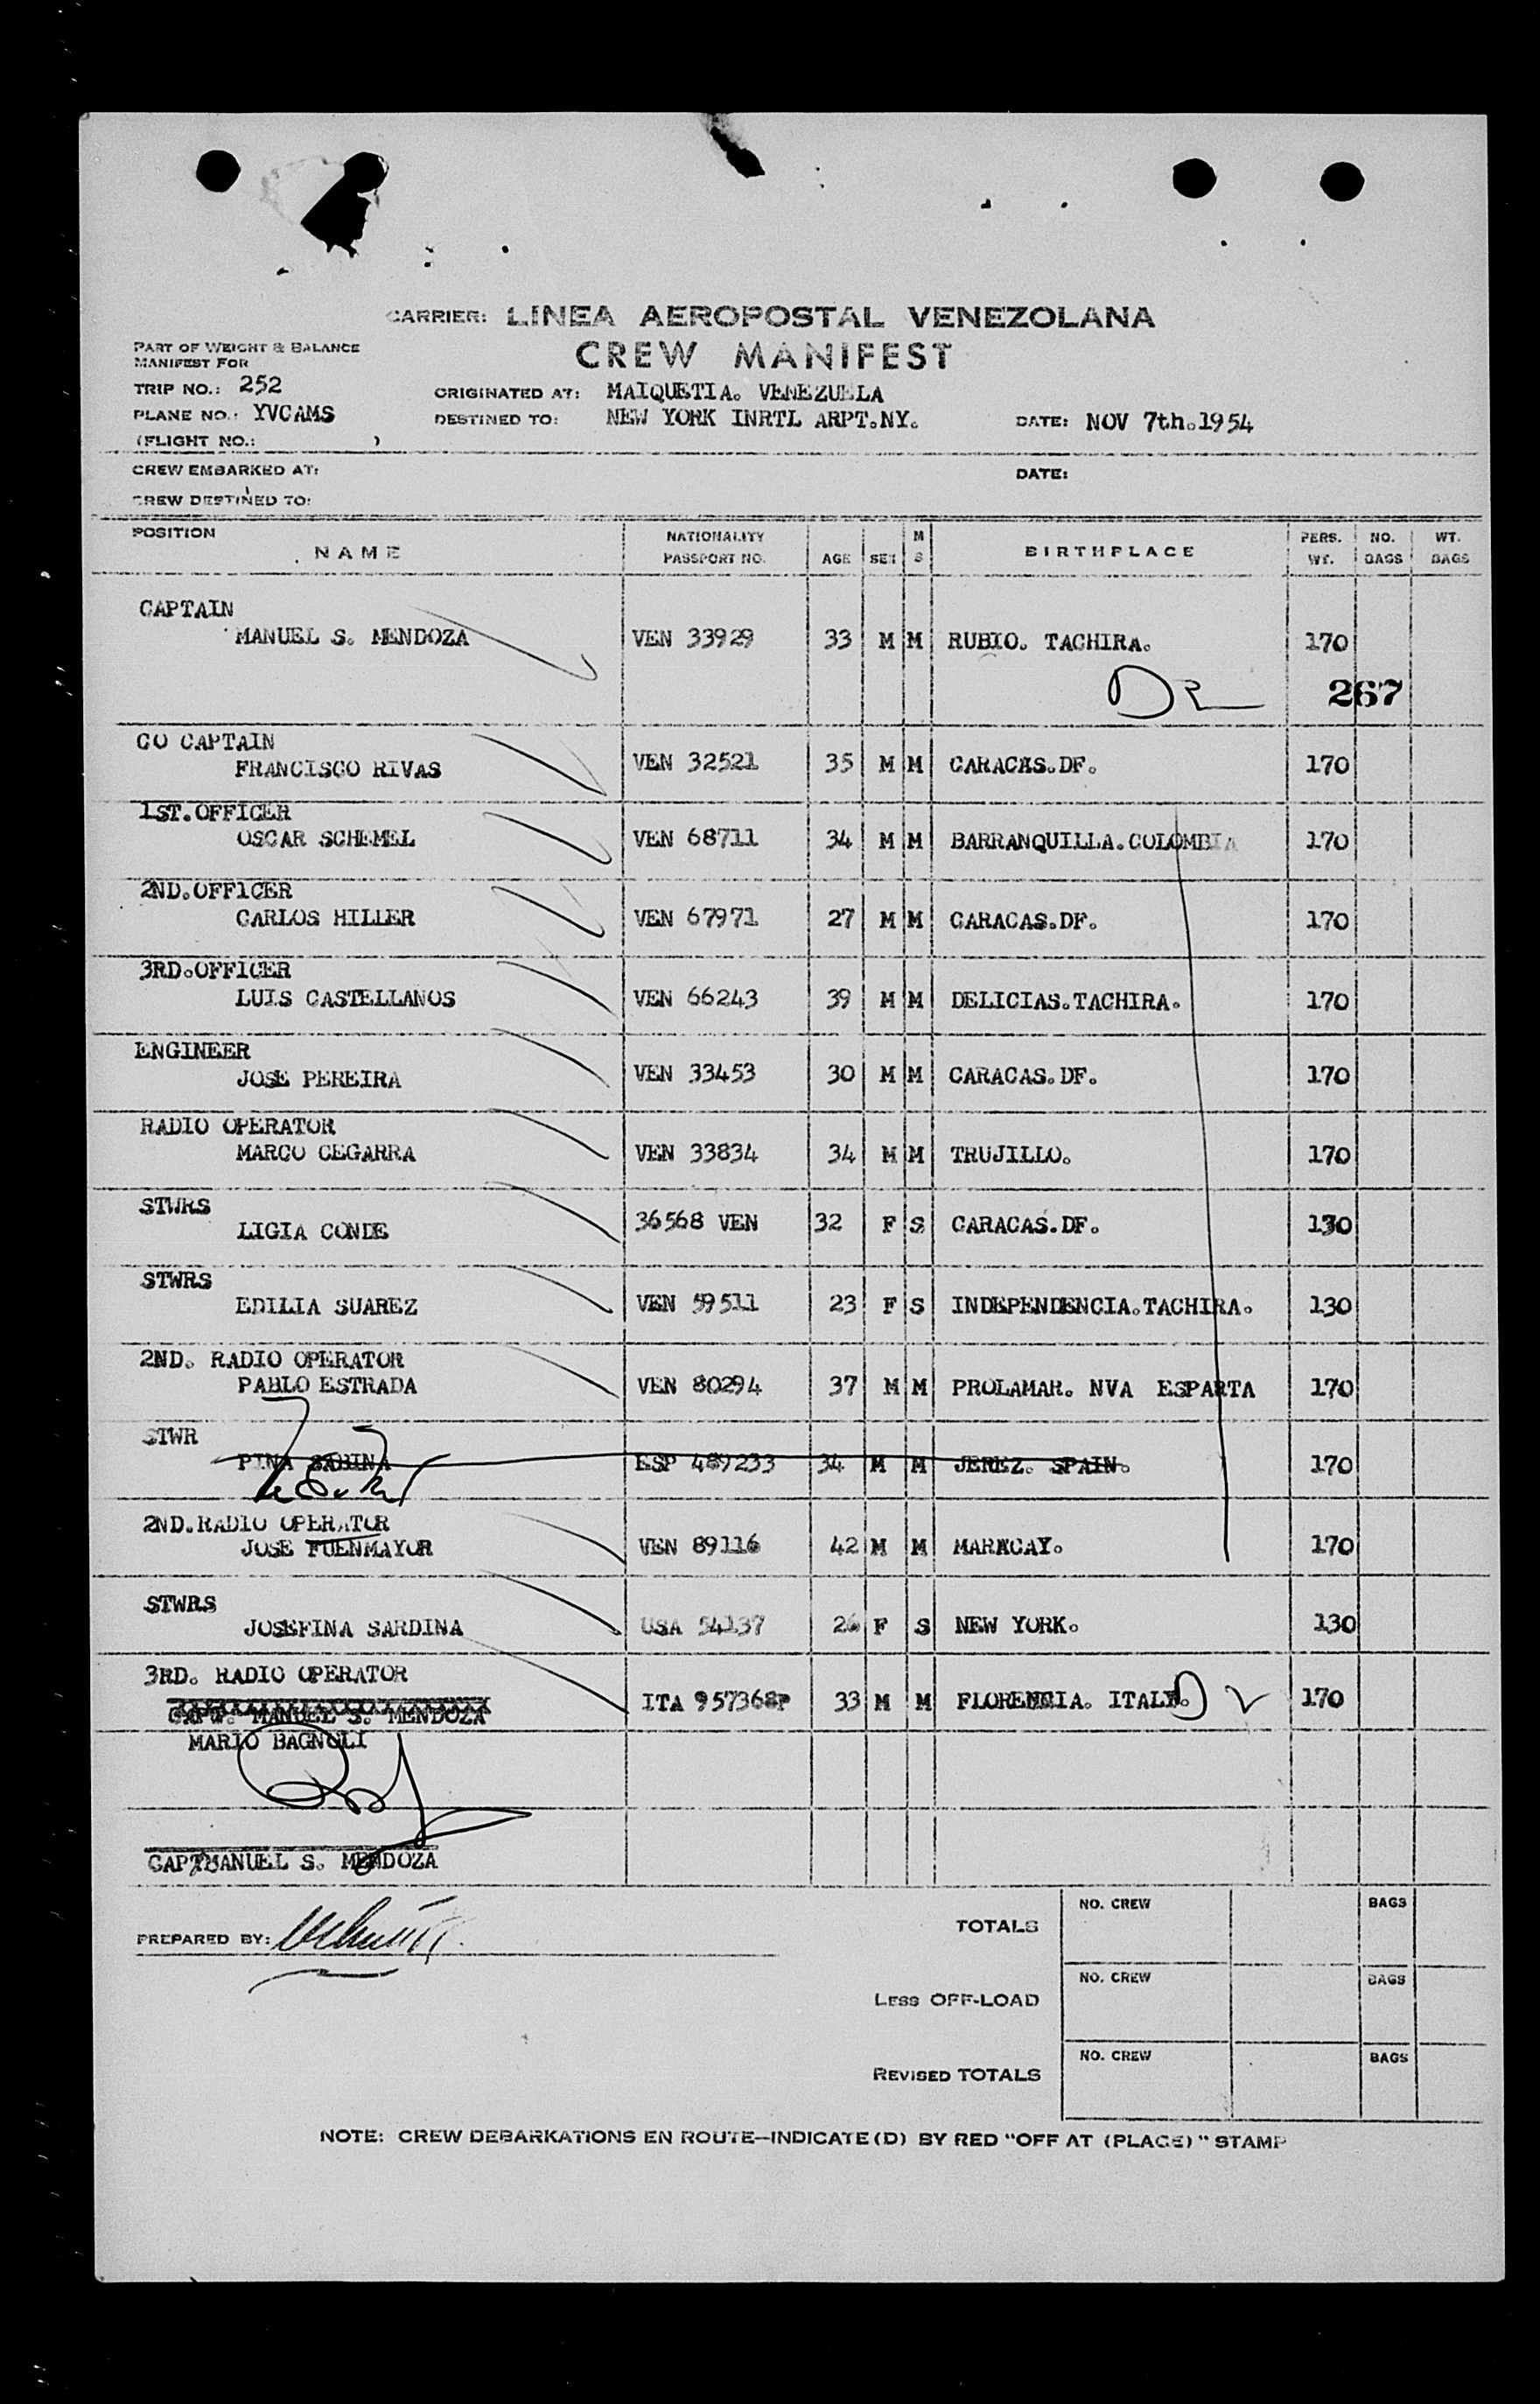 CARRIER: LINEA AEROPOSTAL VENEZOLANA
CREW MANIFEST
PART OF WEIGHT & BALANCE
MANIFEST FOR
TRIP NO.: 252
ORIGINATED AT: MAIQUETIA. VENEZUELA
PLANE NO.: YVCAMS
DESTINED TO: NEW YORK INRTL ARPT.NY.
DATE: NOV 7th.1954
(FLIGHT NO.: )
CREW EMBARKED AT:
DATE:
CREW DESTINED TO:
POSITION NAME NATIONALITY PASSPORT NO. AGE SEX M S BIRTHPLACE PERS. WT. NO. BAGS WT. BAGS
CAPTAIN
MANUEL S. MENDOZA VEN 33929 33 M M RUBIO. TACHIRA. 170
267
CO CAPTAIN
FRANCISCO RIVAS VEN 32521 35 M M CARACAS.DF. 170
1ST.OFFICER
OSCAR SCHEMEL VEN 68711 34 M M BARRANQUILLA.COLOMBIA 170
2ND.OFF1CER
CARLOS HILLER VEN 67971 27 M M CARACAS.DF. 170
3RD.OFF1CER
LUIS CASTELLANOS VEN 66243 39 M M DELICIAS.TACHIRA. 170
ENGINEER
JOSE PEREIRA VEN 33453 30 M M CARACAS.DF. 170
RADIO OPERATOR
MARCO CEGARRA VEN 33834 34 M M TRUJILLO. 170
STWRS
LIGIA CONDE 36568 VEN 32 F S CARACAS.DF. 130
STWRS
EDILIA SUAREZ VEN 59511 23 F S INDEPENDENCIA.TACHIRA. 130
2ND. RADIO OPERATOR
PABLO ESTRADA VEN 80294 37 M M PROLAMAR. NVA ESPARTA 170
STWR
PINA SABINA ESP 489233 34 M M JEREZ. SPAIN. 170
2ND.RADIO OPERATOR
JOSE FUENMAYOR VEN 89116 42 M M MARACAY. 170
STWRS
JOSEFINA SARDINA USA 54137 26 F S NEW YORK. 130
3RD. RADIO OPERATOR
ITA 957368P 33 M M FLORENCIA. ITALY. 170
CAPT. MANUEL S. MENDOZA
MARIO BAGNOLI
CAPT MANUEL S. MENDOZA
PREPARED BY:
TOTALS NO. CREW BAGS
LESS OFF-LOAD NO. CREW BAGS
REVISED TOTALS NO. CREW BAGS
NOTE: CREW DEBARKATIONS EN ROUTE—INDICATE (D) BY RED "OFF AT (PLACE)" STAMP